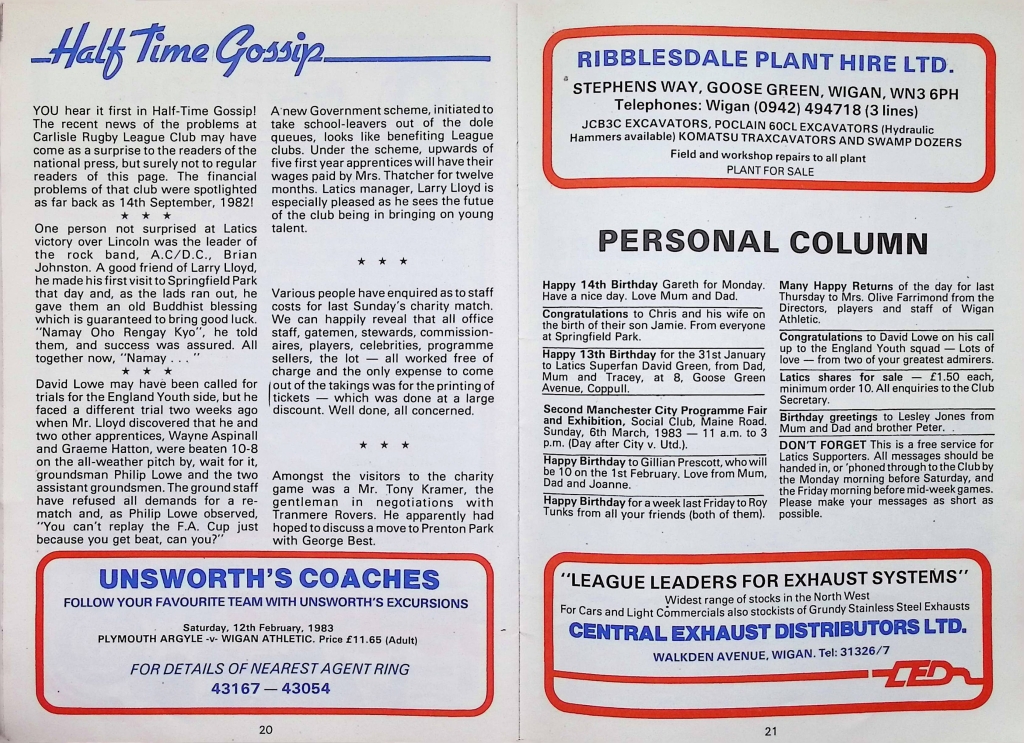 Half Time Gossip
YOU hear it first in Half-Time Gossip!
The recent news of the problems at
Carlisle Rugby League Club may have
come as a surprise to the readers of the
national press, but surely not to regular
readers of this page. The financial
problems of that club were spotlighted
as far back as 14th September, 1982!
★ ★ ★
One person not surprised at Latics
victory over Lincoln was the leader of
the rock band, A.C/D.C., Brian
Johnston. A good friend of Larry Lloyd,
he made his first visit to Springfield Park
that day and, as the lads ran out, he
gave them an old Buddhist blessing
which is guaranteed to bring good luck.
"Namay Oho Rengay Kyo", he told
them, and success was assured. All
together now, "Namay . . . "
★ ★ ★
David Lowe may have been called for
trials for the England Youth side, but he
faced a different trial two weeks ago
when Mr. Lloyd discovered that he and
two other apprentices, Wayne Aspinall
and Graeme Hatton, were beaten 10-8
on the all-weather pitch by, wait for it,
groundsman Philip Lowe and the two
assistant groundsmen. The ground staff
have refused all demands for a re-
match and, as Philip Lowe observed,
"You can't replay the F.A. Cup just
because you get beat, can you?"
A new Government scheme, initiated to
take school-leavers out of the dole
queues, looks like benefiting League
clubs. Under the scheme, upwards of
five first year apprentices will have their
wages paid by Mrs. Thatcher for twelve
months. Latics manager, Larry Lloyd is
especially pleased as he sees the futue
of the club being in bringing on young
talent.
★ ★ ★
Various people have enquired as to staff
costs for last Sunday's charity match.
We can happily reveal that all office
staff, gatemen, stewards, commission-
aires, players, celebrities, programme
sellers, the lot — all worked free of
charge and the only expense to come
out of the takings was for the printing of
tickets — which was done at a large
discount. Well done, all concerned.
★ ★ ★
Amongst the visitors to the charity
game was a Mr. Tony Kramer, the
gentleman in negotiations with
Tranmere Rovers. He apparently had
hoped to discuss a move to Prenton Park
with George Best.
UNSWORTH'S COACHES
FOLLOW YOUR FAVOURITE TEAM WITH UNSWORTH'S EXCURSIONS
Saturday, 12th February, 1983
PLYMOUTH ARGYLE -v- WIGAN ATHLETIC. Price £11.65 (Adult)
FOR DETAILS OF NEAREST AGENT RING
43167 — 43054
20
RIBBLESDALE PLANT HIRE LTD.
STEPHENS WAY, GOOSE GREEN, WIGAN, WN3 6PH
Telephones: Wigan (0942) 494718 (3 lines)
JCB3C EXCAVATORS, POCLAIN 60CL EXCAVATORS (Hydraulic
Hammers available) KOMATSU TRAXCAVATORS AND SWAMP DOZERS
Field and workshop repairs to all plant
PLANT FOR SALE
PERSONAL COLUMN
Happy 14th Birthday Gareth for Monday.
Have a nice day. Love Mum and Dad.
Congratulations to Chris and his wife on
the birth of their son Jamie. From everyone
at Springfield Park.
Happy 13th Birthday for the 31st January
to Latics Superfan David Green, from Dad,
Mum and Tracey, at 8, Goose Green
Avenue, Coppull.
Second Manchester City Programme Fair
and Exhibition, Social Club, Maine Road.
Sunday, 6th March, 1983 — 11 a.m. to 3
p.m. (Day after City v. Utd.).
Happy Birthday to Gillian Prescott, who will
be 10 on the 1st February. Love from Mum,
Dad and Joanne.
Happy Birthday for a week last Friday to Roy
Tunks from all your friends (both of them).
Many Happy Returns of the day for last
Thursday to Mrs. Olive Farrimond from the
Directors, players and staff of Wigan
Athletic.
Congratulations to David Lowe on his call
up to the England Youth squad — Lots of
love — from two of your greatest admirers.
Latics shares for sale — £1.50 each,
minimum order 10. All enquiries to the Club
Secretary.
Birthday greetings to Lesley Jones from
Mum and Dad and brother Peter.
DON'T FORGET This is a free service for
Latics Supporters. All messages should be
handed in, or 'phoned through to the Club by
the Monday morning before Saturday, and
the Friday morning before mid-week games.
Please make your messages as short as
possible.
"LEAGUE LEADERS FOR EXHAUST SYSTEMS"
Widest range of stocks in the North West
For Cars and Light Commercials also stockists of Grundy Stainless Steel Exhausts
CENTRAL EXHAUST DISTRIBUTORS LTD.
WALKDEN AVENUE, WIGAN. Tel: 31326/7
CED
21